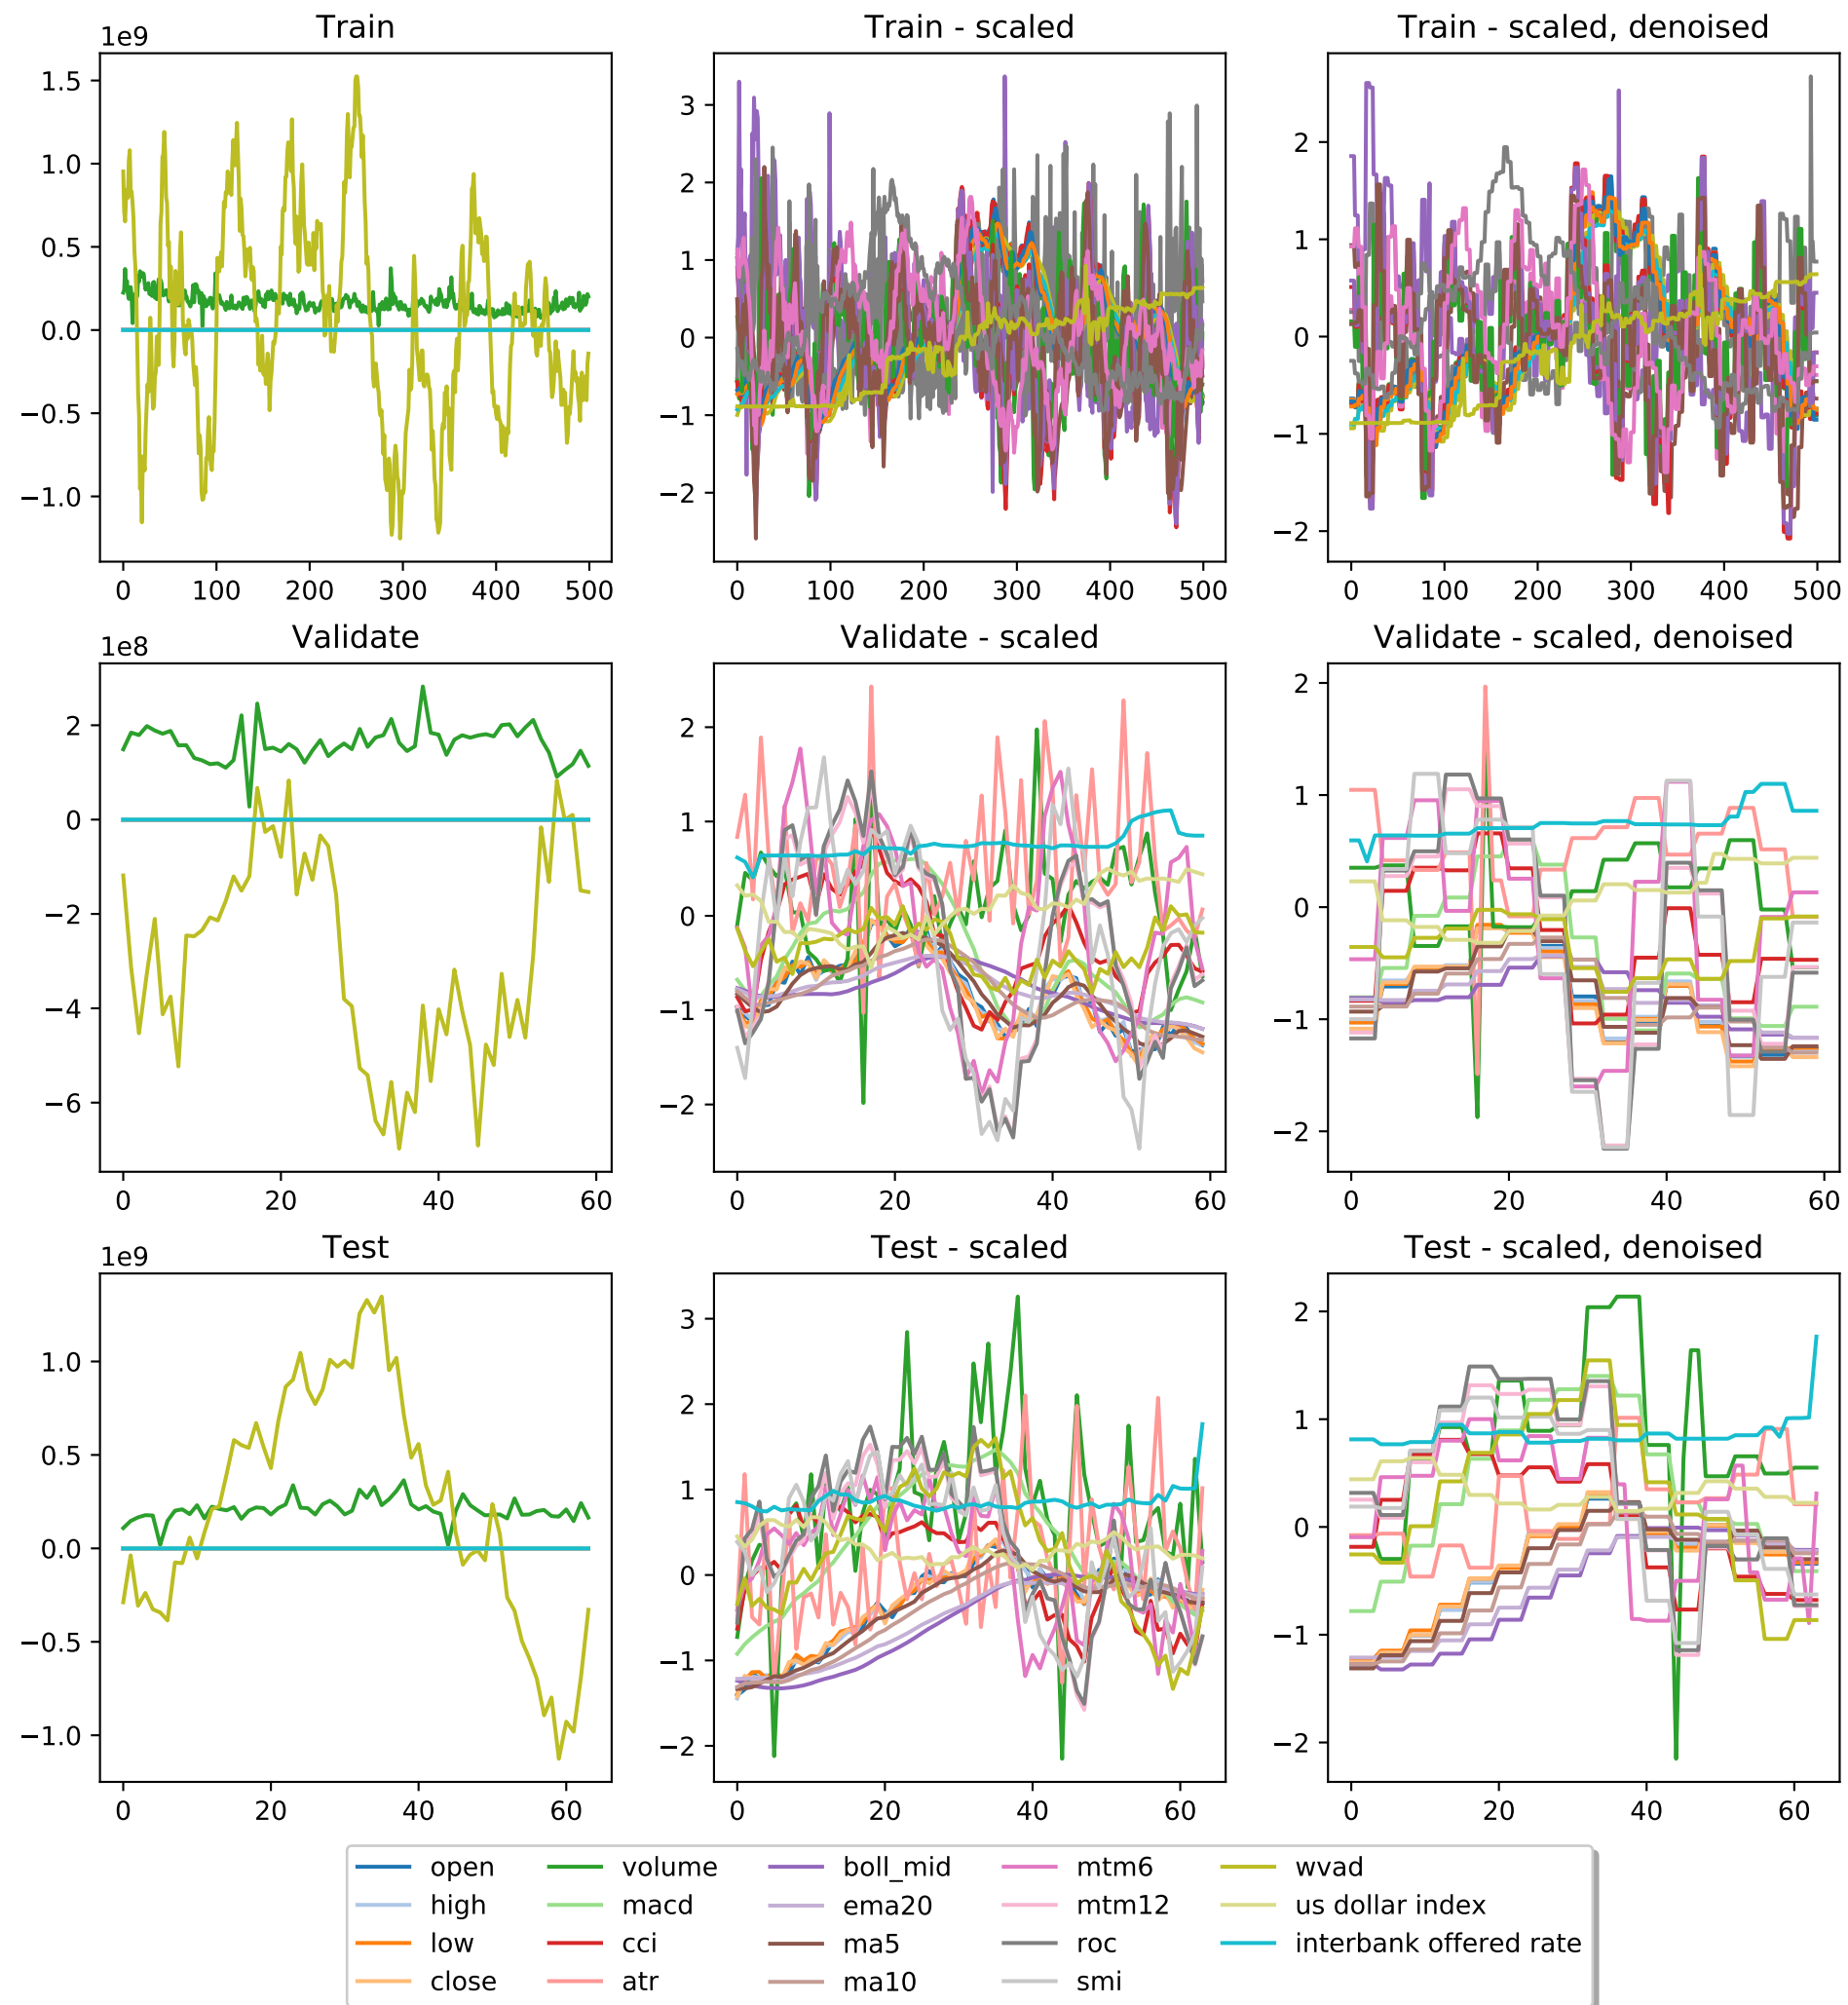 Train
Train - scaled
Train - scaled, denoised
1e9
1.5
1.0
0.5
0.0
−0.5
−1.0
0 100 200 300 400 500
3
2
1
0
−1
−2
0 100 200 300 400 500
2
1
0
−1
−2
0 100 200 300 400 500
Validate
Validate - scaled
Validate - scaled, denoised
1e8
2
0
−2
−4
−6
0 20 40 60
2
1
0
−1
−2
0 20 40 60
2
1
0
−1
−2
0 20 40 60
Test
Test - scaled
Test - scaled, denoised
1e9
1.0
0.5
0.0
−0.5
−1.0
0 20 40 60
3
2
1
0
−1
−2
0 20 40 60
2
1
0
−1
−2
0 20 40 60
open
high
low
close
volume
macd
cci
atr
boll_mid
ema20
ma5
ma10
mtm6
mtm12
roc
smi
wvad
us dollar index
interbank offered rate